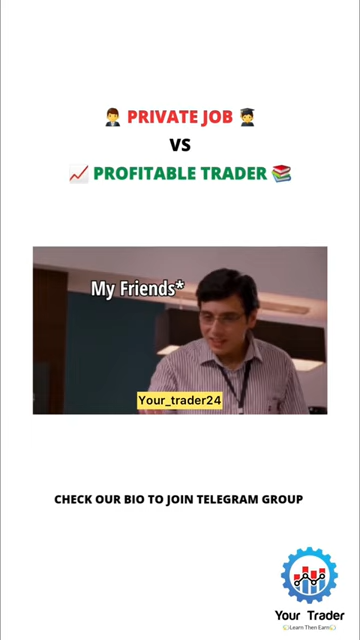 🤵‍♂️ PRIVATE JOB 👨‍🎓
VS
📈 PROFITABLE TRADER 📚
My Friends*
Your_trader24
CHECK OUR BIO TO JOIN TELEGRAM GROUP
Your Trader
Learn Then Earn